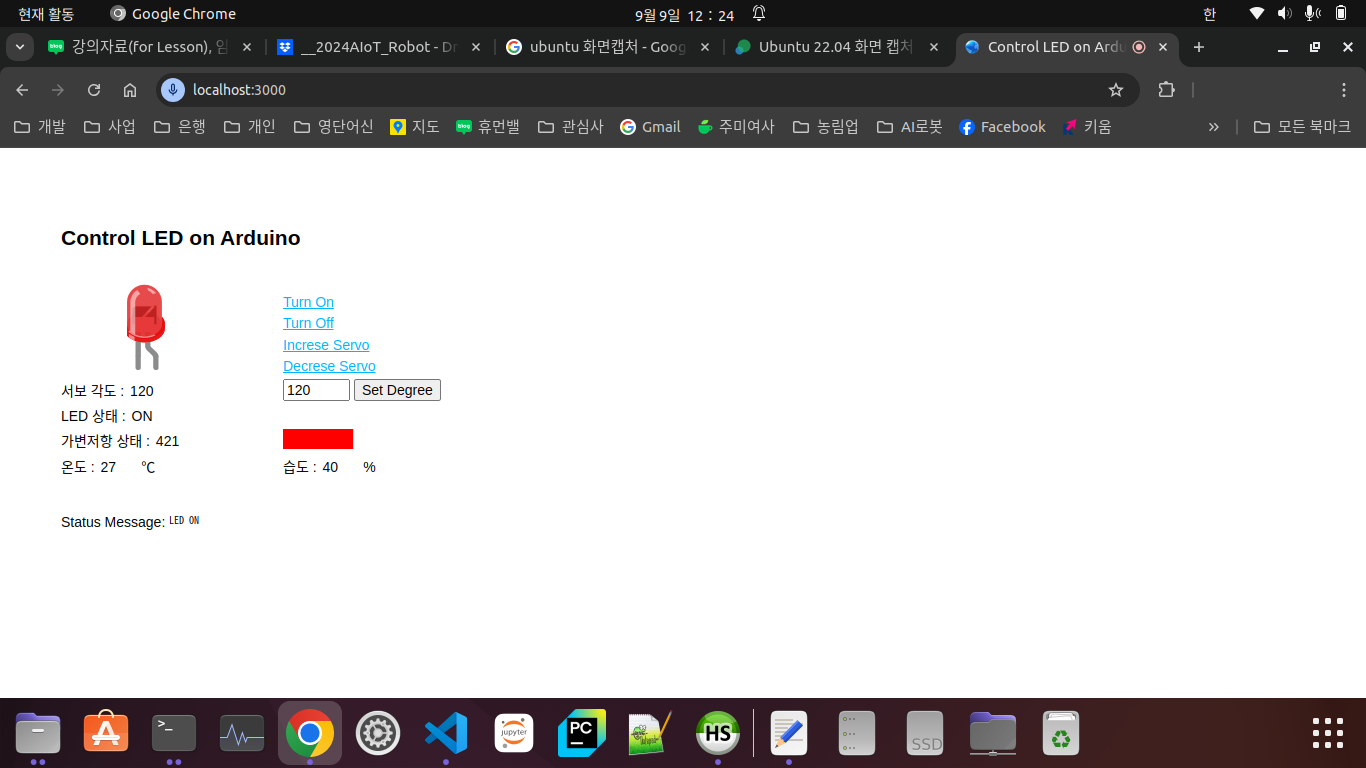 현재 활동 Google Chrome 9월 9일 12 : 24 한
강의자료(for Lesson), 임 __2024AIoT_Robot - Dr ubuntu 화면캡처 - Goog Ubuntu 22.04 화면 캡처 Control LED on Ardu
localhost:3000
개발 사업 은행 개인 영단어신 지도 blog 휴먼밸 관심사 Gmail 주미여사 농림업 AI로봇 Facebook 키움 » 모든 북마크
Control LED on Arduino
Turn On
Turn Off
Increse Servo
Decrese Servo
서보 각도 : 120 120 Set Degree
LED 상태 : ON
가변저항 상태 : 421
온도 : 27 ℃ 습도 : 40 %
Status Message: LED ON
>_ jupyter PC HS SSD